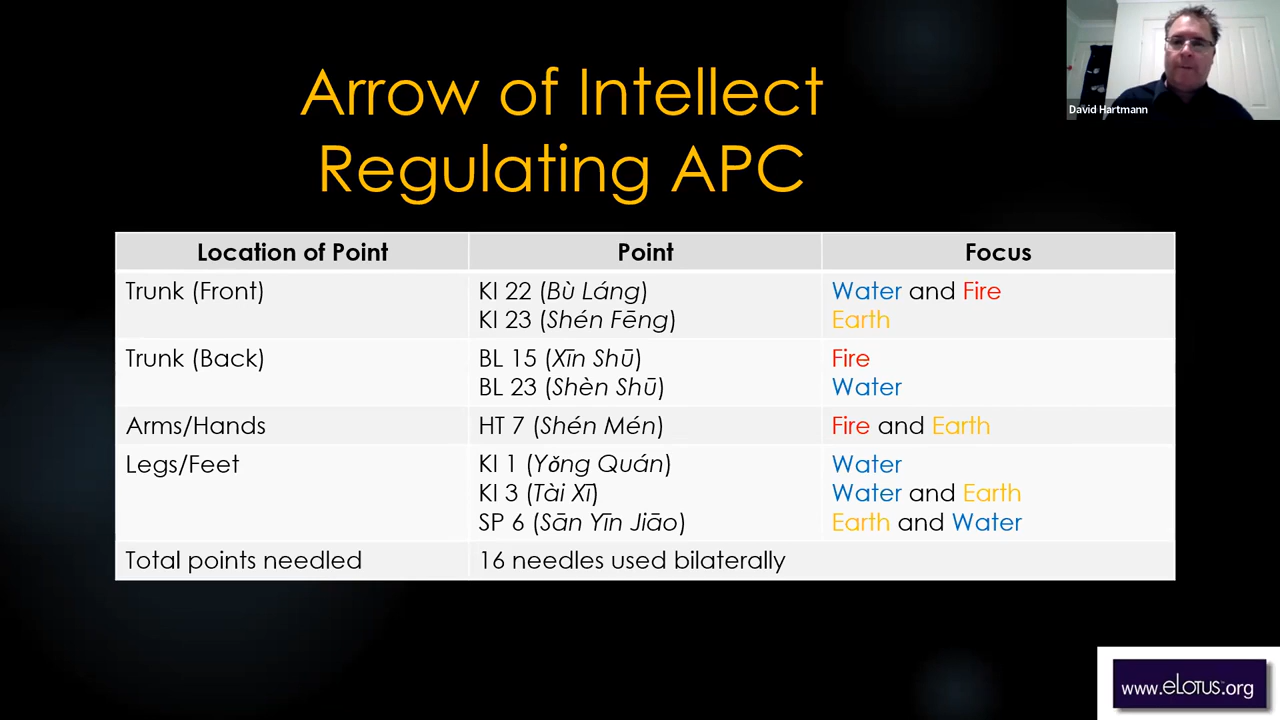 Arrow of Intellect
Regulating APC
David Hartmann
Location of Point Point Focus
Trunk (Front) KI 22 (Bù Láng) Water and Fire
KI 23 (Shén Fēng) Earth
Trunk (Back) BL 15 (Xīn Shū) Fire
BL 23 (Shèn Shū) Water
Arms/Hands HT 7 (Shén Mén) Fire and Earth
Legs/Feet KI 1 (Yǒng Quán) Water
KI 3 (Tài Xī) Water and Earth
SP 6 (Sān Yīn Jiāo) Earth and Water
Total points needled 16 needles used bilaterally
www.eLotus.org